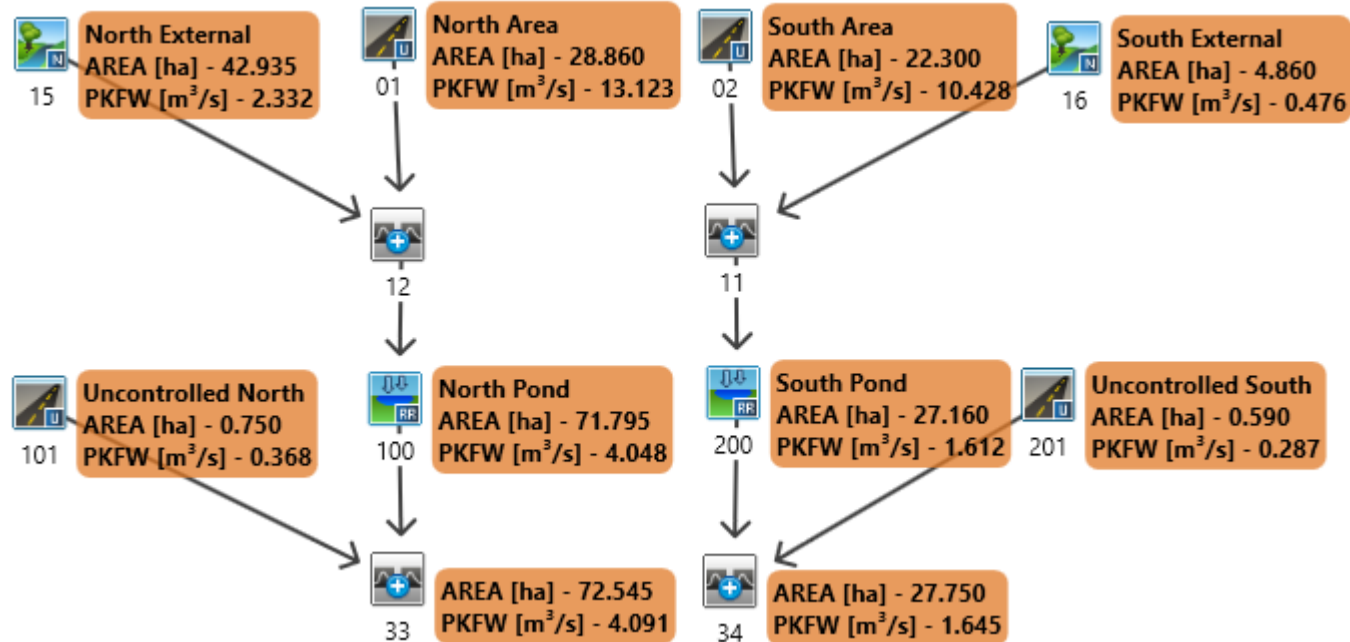 North External
AREA [ha] - 42.935
PKFW [m³/s] - 2.332
N
15
North Area
AREA [ha] - 28.860
PKFW [m³/s] - 13.123
U
01
South Area
AREA [ha] - 22.300
PKFW [m³/s] - 10.428
U
02
South External
AREA [ha] - 4.860
PKFW [m³/s] - 0.476
N
16
12
11
Uncontrolled North
AREA [ha] - 0.750
PKFW [m³/s] - 0.368
U
101
North Pond
AREA [ha] - 71.795
PKFW [m³/s] - 4.048
RR
100
South Pond
AREA [ha] - 27.160
PKFW [m³/s] - 1.612
RR
200
Uncontrolled South
AREA [ha] - 0.590
PKFW [m³/s] - 0.287
U
201
AREA [ha] - 72.545
PKFW [m³/s] - 4.091
33
AREA [ha] - 27.750
PKFW [m³/s] - 1.645
34